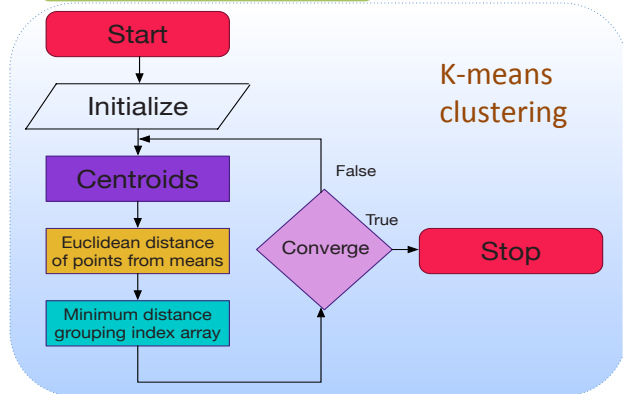 Start
K-means
clustering
Initialize
Centroids
False
True
Euclidean distance
of points from means
Converge
Stop
Minimum distance
grouping index array